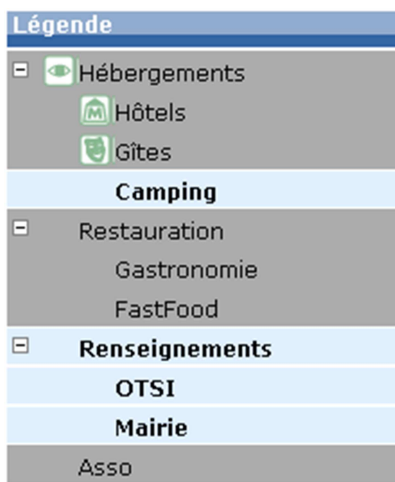 Légende
Hébergements
Hôtels
Gîtes
Camping
Restauration
Gastronomie
FastFood
Renseignements
OTSI
Mairie
Asso